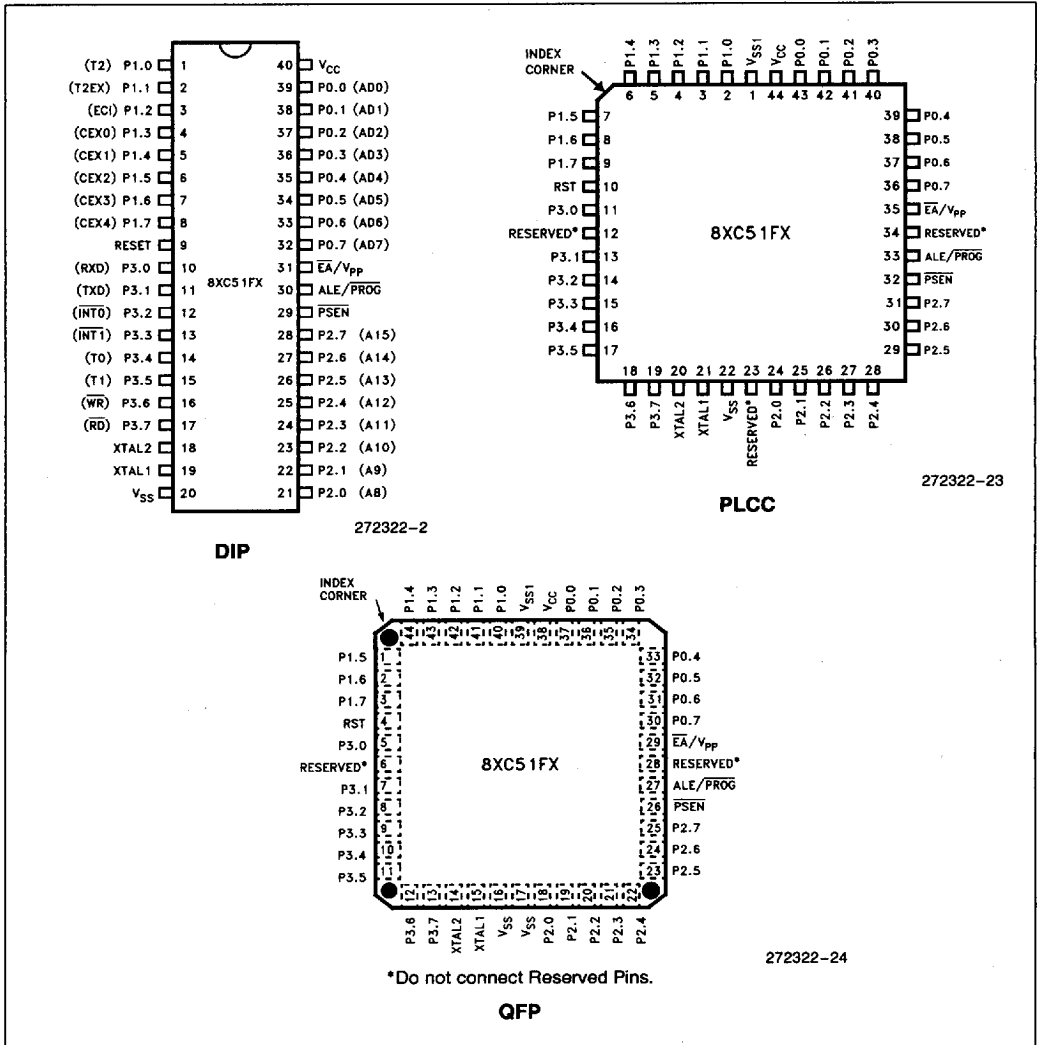 (T2) P1.0 1 40 VCC
(T2EX) P1.1 2 39 P0.0 (AD0)
(ECI) P1.2 3 38 P0.1 (AD1)
(CEX0) P1.3 4 37 P0.2 (AD2)
(CEX1) P1.4 5 36 P0.3 (AD3)
(CEX2) P1.5 6 35 P0.4 (AD4)
(CEX3) P1.6 7 34 P0.5 (AD5)
(CEX4) P1.7 8 33 P0.6 (AD6)
RESET 9 32 P0.7 (AD7)
(RXD) P3.0 10 31 EA/VPP
8XC51FX
(TXD) P3.1 11 30 ALE/PROG
(INT0) P3.2 12 29 PSEN
(INT1) P3.3 13 28 P2.7 (A15)
(T0) P3.4 14 27 P2.6 (A14)
(T1) P3.5 15 26 P2.5 (A13)
(WR) P3.6 16 25 P2.4 (A12)
(RD) P3.7 17 24 P2.3 (A11)
XTAL2 18 23 P2.2 (A10)
XTAL1 19 22 P2.1 (A9)
VSS 20 21 P2.0 (A8)
272322-2
DIP
INDEX
CORNER
P1.4 P1.3 P1.2 P1.1 P1.0 VSS1 VCC P0.0 P0.1 P0.2 P0.3
6 5 4 3 2 1 44 43 42 41 40
P1.5 7 39 P0.4
P1.6 8 38 P0.5
P1.7 9 37 P0.6
RST 10 36 P0.7
P3.0 11 35 EA/VPP
RESERVED* 12 8XC51FX 34 RESERVED*
P3.1 13 33 ALE/PROG
P3.2 14 32 PSEN
P3.3 15 31 P2.7
P3.4 16 30 P2.6
P3.5 17 29 P2.5
18 19 20 21 22 23 24 25 26 27 28
P3.6 P3.7 XTAL2 XTAL1 VSS RESERVED* P2.0 P2.1 P2.2 P2.3 P2.4
272322-23
PLCC
INDEX
CORNER
P1.4 P1.3 P1.2 P1.1 P1.0 VSS1 VCC P0.0 P0.1 P0.2 P0.3
44 43 42 41 40 39 38 37 36 35 34
P1.5 1 33 P0.4
P1.6 2 32 P0.5
P1.7 3 31 P0.6
RST 4 30 P0.7
P3.0 5 29 EA/VPP
RESERVED* 6 8XC51FX 28 RESERVED*
P3.1 7 27 ALE/PROG
P3.2 8 26 PSEN
P3.3 9 25 P2.7
P3.4 10 24 P2.6
P3.5 11 23 P2.5
12 13 14 15 16 17 18 19 20 21 22
P3.6 P3.7 XTAL2 XTAL1 VSS VSS P2.0 P2.1 P2.2 P2.3 P2.4
272322-24
*Do not connect Reserved Pins.
QFP